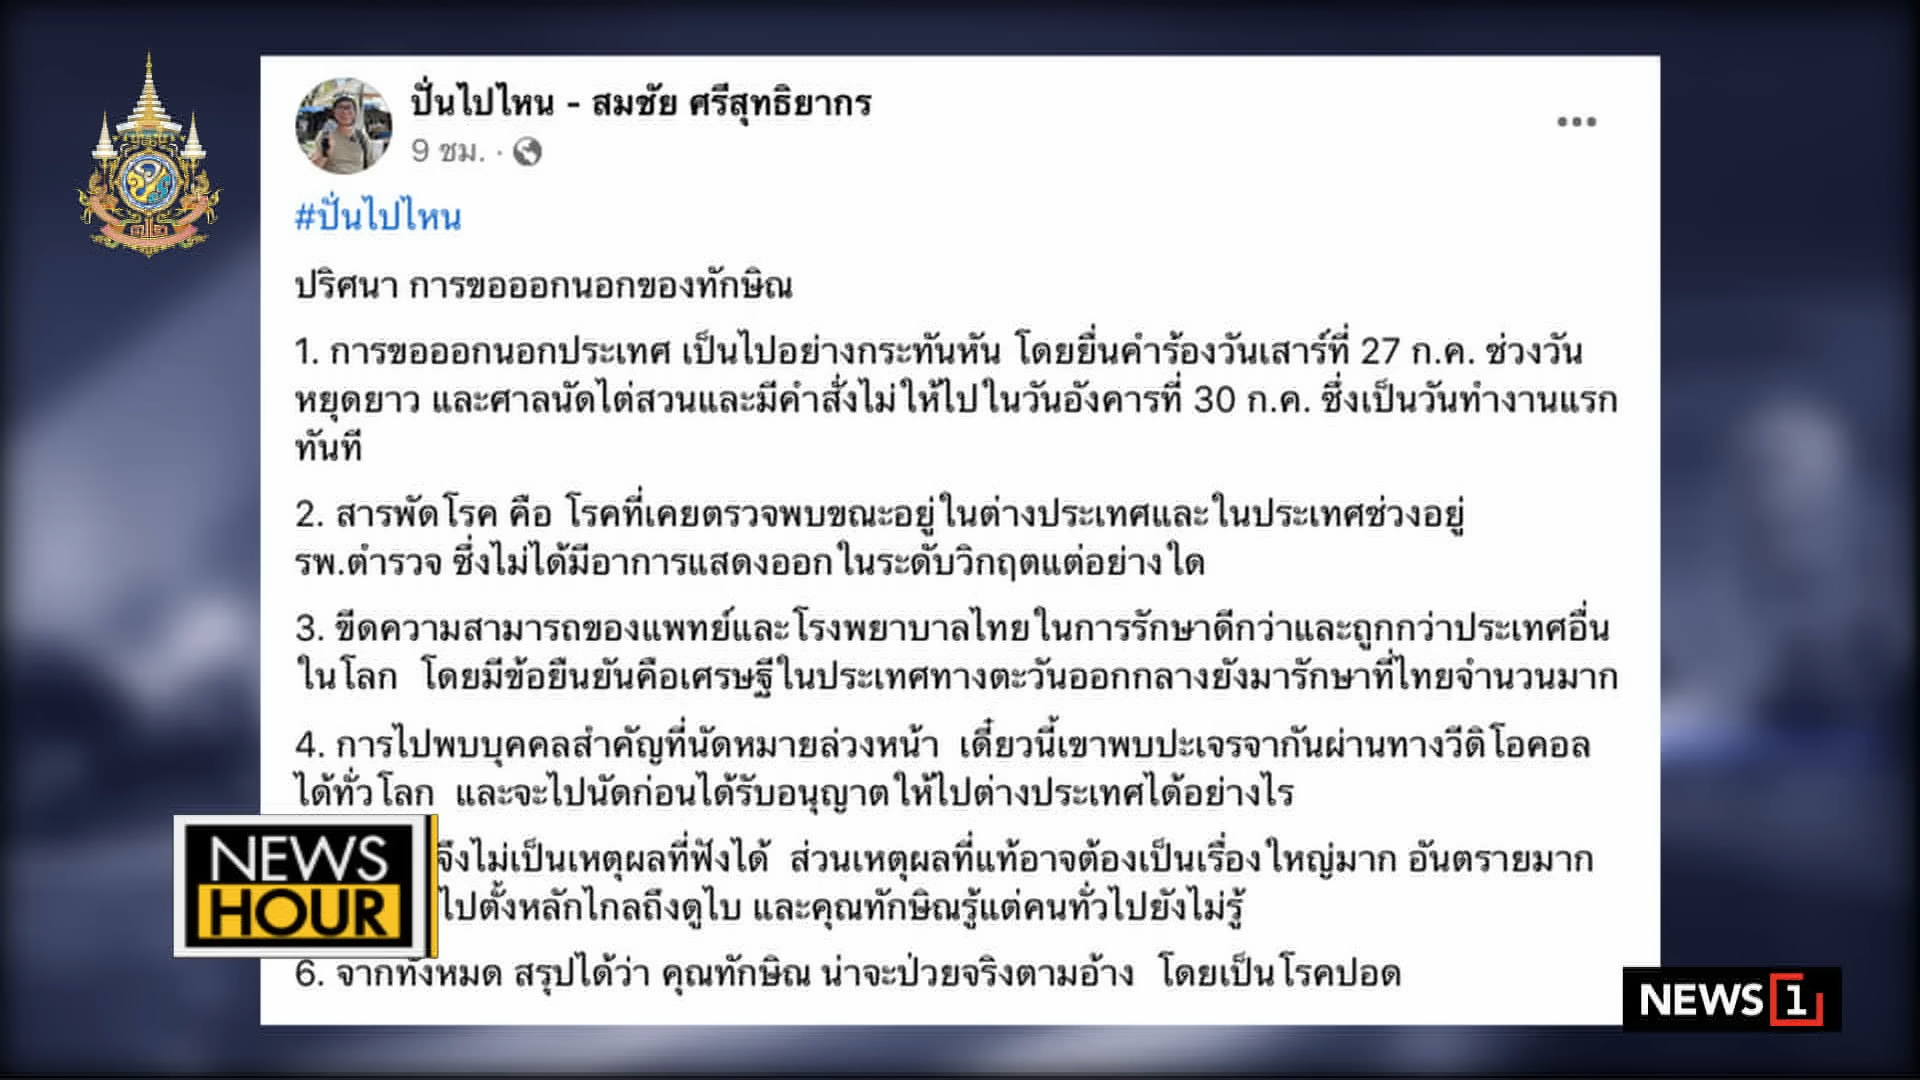 ปั่นไปไหน - สมชัย ศรีสุทธิยากร
9 ชม. ·
#ปั่นไปไหน
ปริศนา การขอออกนอกของทักษิณ
1. การขอออกนอกประเทศ เป็นไปอย่างกระทันหัน โดยยื่นคำร้องวันเสาร์ที่ 27 ก.ค. ช่วงวัน
หยุดยาว และศาลนัดไต่สวนและมีคำสั่งไม่ให้ไปในวันอังคารที่ 30 ก.ค. ซึ่งเป็นวันทำงานแรก
ทันที
2. สารพัดโรค คือ โรคที่เคยตรวจพบขณะอยู่ในต่างประเทศและในประเทศช่วงอยู่
รพ.ตำรวจ ซึ่งไม่ได้มีอาการแสดงออกในระดับวิกฤตแต่อย่างใด
3. ขีดความสามารถของแพทย์และโรงพยาบาลไทยในการรักษาดีกว่าและถูกกว่าประเทศอื่น
ในโลก โดยมีข้อยืนยันคือเศรษฐีในประเทศทางตะวันออกกลางยังมารักษาที่ไทยจำนวนมาก
4. การไปพบบุคคลสำคัญที่นัดหมายล่วงหน้า เดี๋ยวนี้เขาพบปะเจรจากันผ่านทางวีดิโอคอล
ได้ทั่วโลก และจะไปนัดก่อนได้รับอนุญาตให้ไปต่างประเทศได้อย่างไร
จึงไม่เป็นเหตุผลที่ฟังได้ ส่วนเหตุผลที่แท้อาจต้องเป็นเรื่องใหญ่มาก อันตรายมาก
ไปตั้งหลักไกลถึงดูไบ และคุณทักษิณรู้แต่คนทั่วไปยังไม่รู้
6. จากทั้งหมด สรุปได้ว่า คุณทักษิณ น่าจะป่วยจริงตามอ้าง โดยเป็นโรคปอด
NEWS
HOUR
NEWS 1